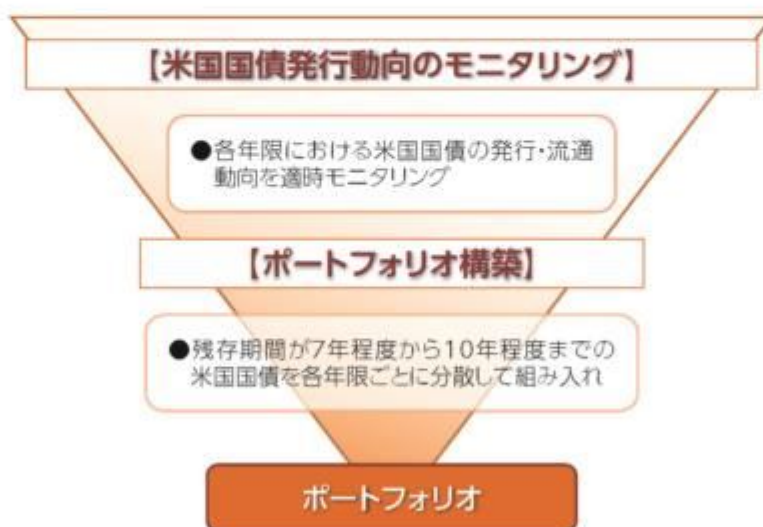 【米国国債発行動向のモニタリング】
●各年限における米国国債の発行・流通
動向を適時モニタリング
【ポートフォリオ構築】
●残存期間が7年程度から10年程度までの
米国国債を各年限ごとに分散して組み入れ
ポートフォリオ